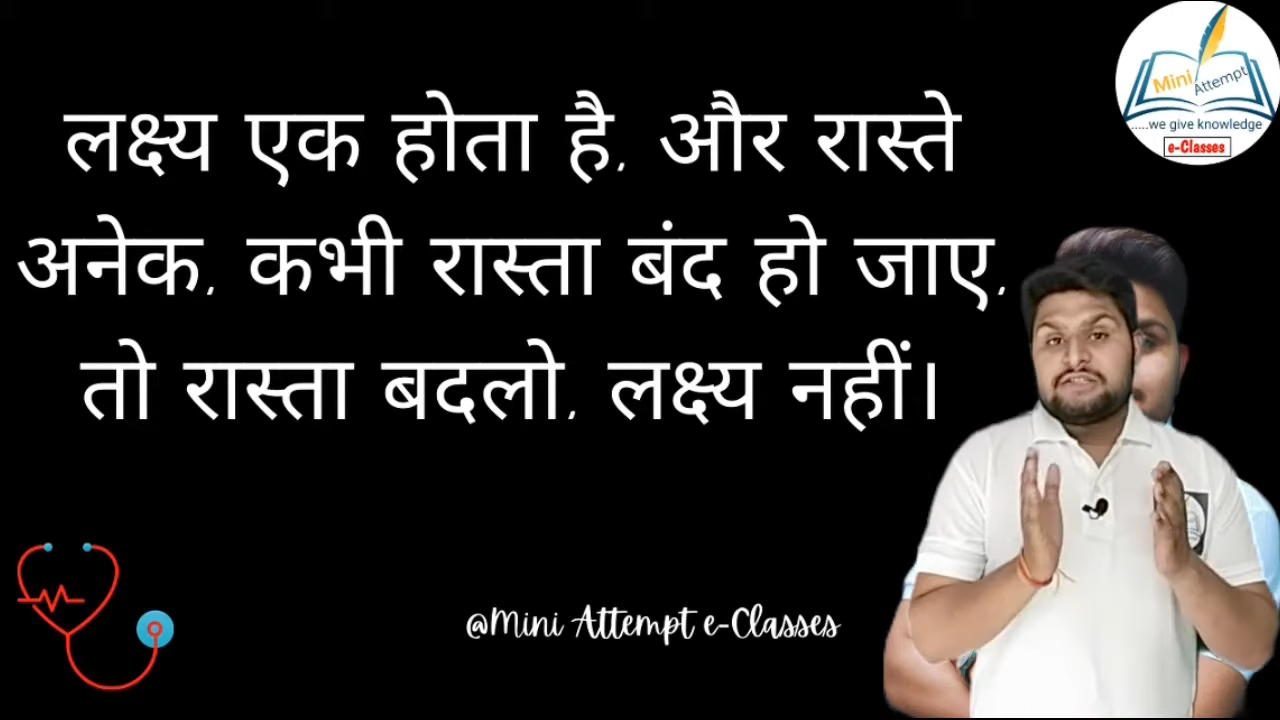 लक्ष्य एक होता है, और रास्ते
अनेक, कभी रास्ता बंद हो जाए,
तो रास्ता बदलो, लक्ष्य नहीं।
@Mini Attempt e-Classes
Mini Attempt
.....we give knowledge
e-Classes